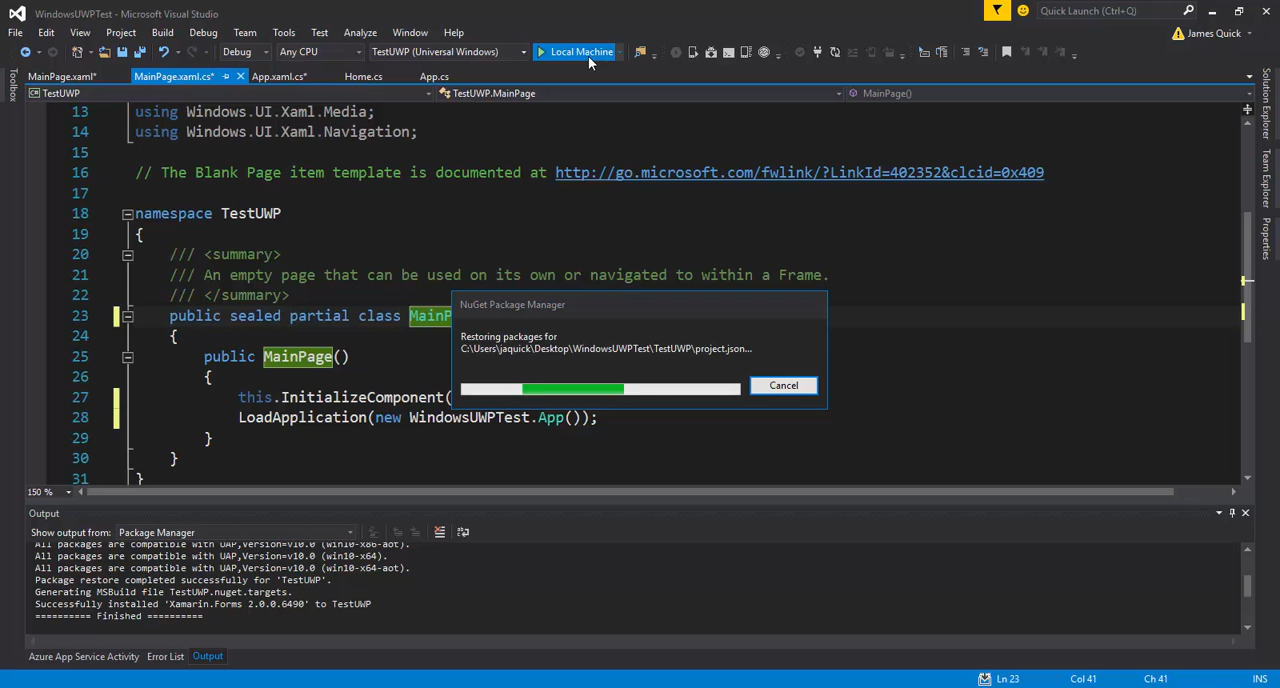 WindowsUWPTest - Microsoft Visual Studio
Quick Launch (Ctrl+Q)
File Edit View Project Build Debug Team Tools Test Analyze Window Help
James Quick
Debug Any CPU TestUWP (Universal Windows) Local Machine
MainPage.xaml* MainPage.xaml.cs* App.xaml.cs* Home.cs App.cs
TestUWP TestUWP.MainPage MainPage()
Toolbox
Solution Explorer
Team Explorer
Properties
13 using Windows.UI.Xaml.Media;
14 using Windows.UI.Xaml.Navigation;
15
16 // The Blank Page item template is documented at http://go.microsoft.com/fwlink/?LinkId=402352&clcid=0x409
17
18 namespace TestUWP
19 {
20 /// <summary>
21 /// An empty page that can be used on its own or navigated to within a Frame.
22 /// </summary>
23 public sealed partial class MainP
24 {
25 public MainPage()
26 {
27 this.InitializeComponent(
28 LoadApplication(new WindowsUWPTest.App());
29 }
30 }
31 }
NuGet Package Manager
Restoring packages for
C:\Users\jaquick\Desktop\WindowsUWPTest\TestUWP\project.json...
Cancel
150 %
Output
Show output from: Package Manager
All packages are compatible with UAP,Version=v10.0 (win10-x86-aot).
All packages are compatible with UAP,Version=v10.0 (win10-x64).
All packages are compatible with UAP,Version=v10.0 (win10-x64-aot).
Package restore completed successfully for 'TestUWP'.
Generating MSBuild file TestUWP.nuget.targets.
Successfully installed 'Xamarin.Forms 2.0.0.6490' to TestUWP
========== Finished ==========
Azure App Service Activity Error List Output
Ln 23 Col 41 Ch 41 INS